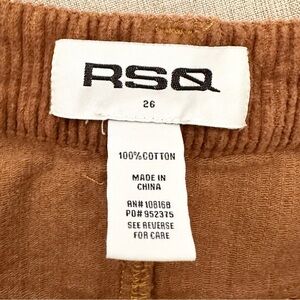 RSQ
26
100% COTTON
MADE IN
CHINA
RN# 108168
PO# 952375
SEE REVERSE
FOR CARE